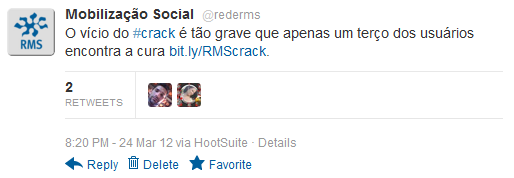 Mobilização Social @rederms
O vício do #crack é tão grave que apenas um terço dos usuários
encontra a cura bit.ly/RMScrack.
RMS
2
RETWEETS
8:20 PM - 24 Mar 12 via HootSuite · Details
Reply Delete Favorite